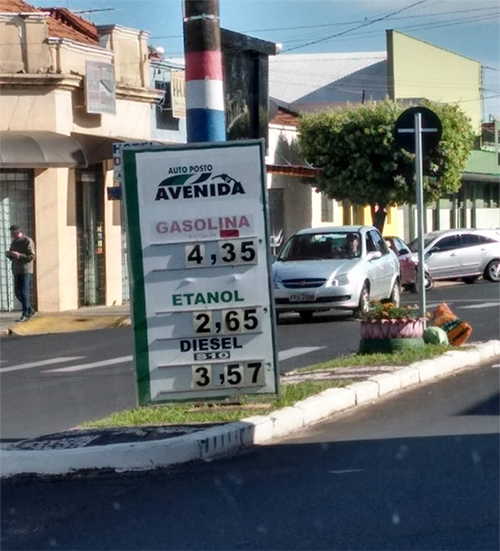 AUTO POSTO
AVENIDA
GASOLINA
4,35
ETANOL
2,65
DIESEL
S10
3,57